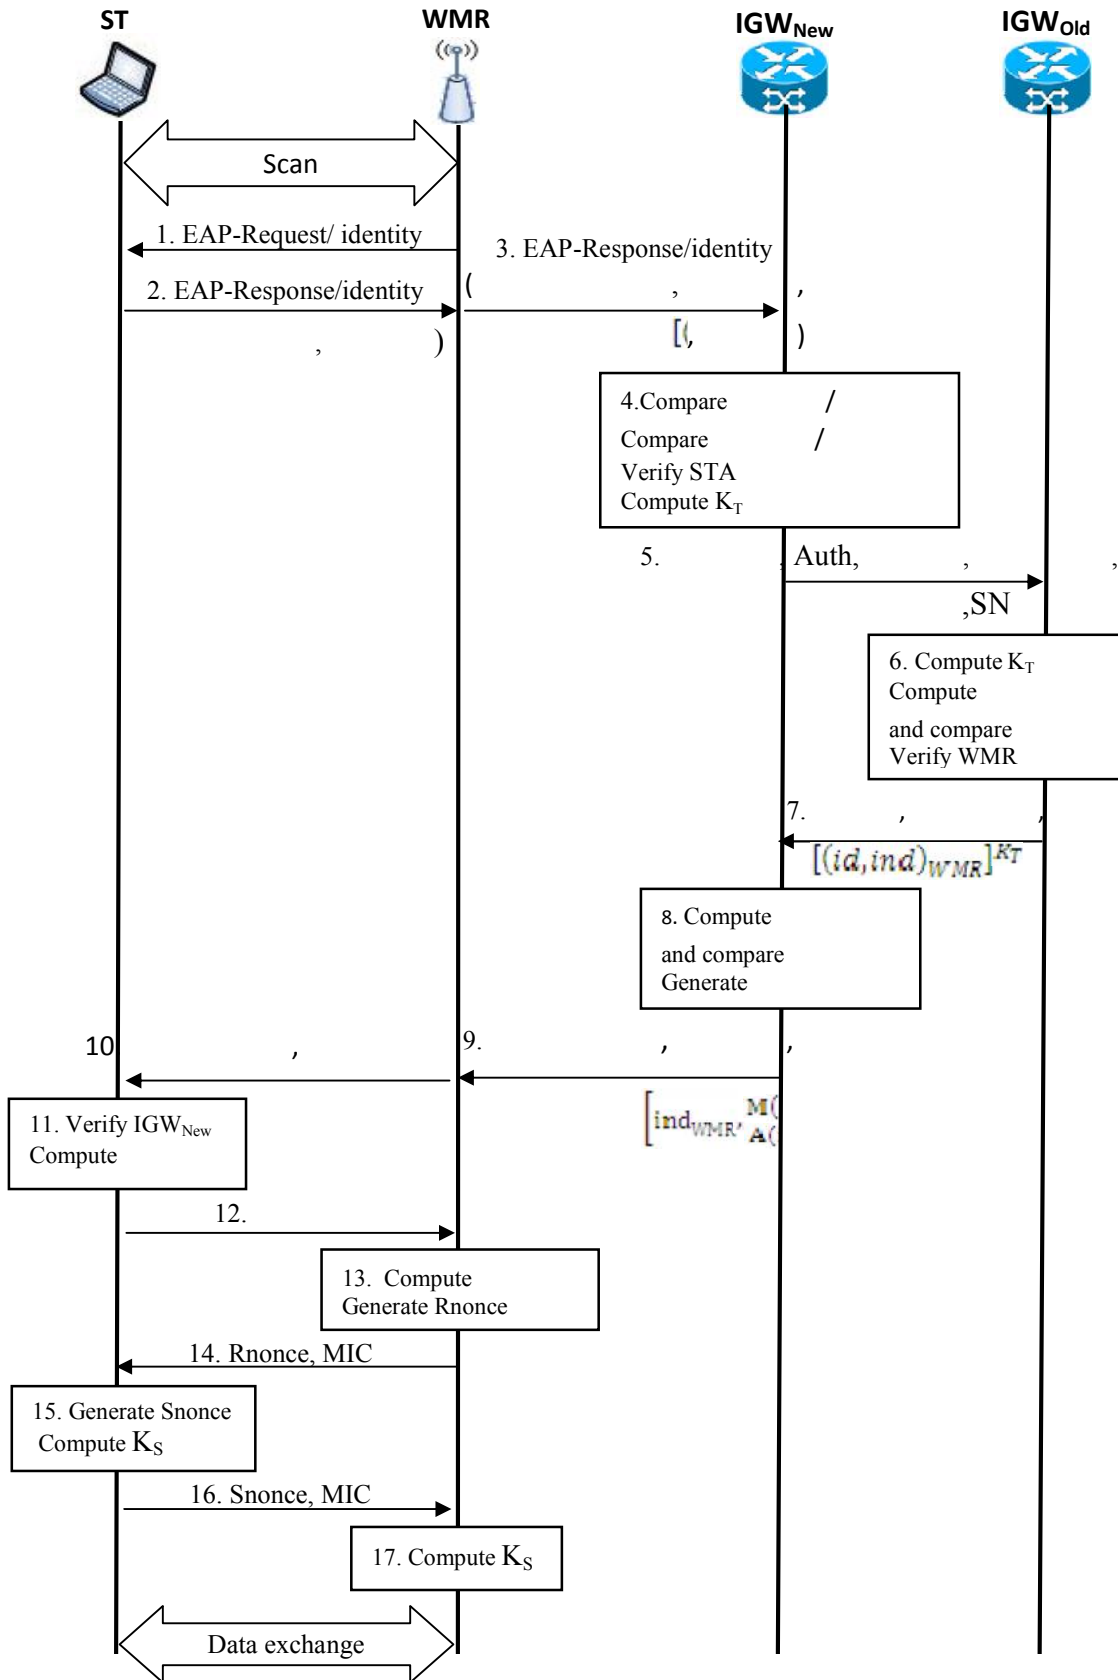 ST
WMR
IGWNew
IGWOld
Scan
1. EAP-Request/ identity
3. EAP-Response/identity
2. EAP-Response/identity
( , ,
, )
[(, )
4.Compare /
Compare /
Verify STA
Compute KT
5. , Auth, , ,
,SN
6. Compute KT
Compute
and compare
Verify WMR
7. , ,
[(id,ind)WMR]KT
8. Compute
and compare
Generate
10 ,
9. , ,
[indWMR, M(
A(
11. Verify IGWNew
Compute
12.
13. Compute
Generate Rnonce
14. Rnonce, MIC
15. Generate Snonce
Compute KS
16. Snonce, MIC
17. Compute KS
Data exchange